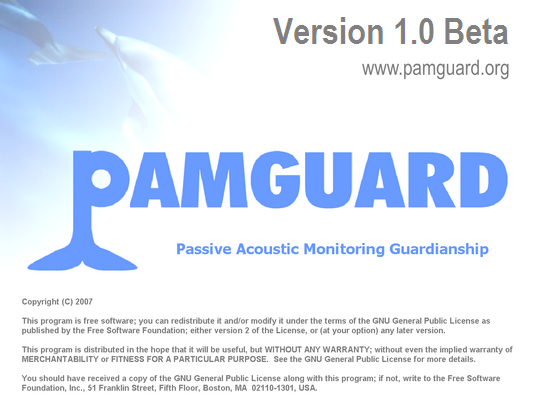 Version 1.0 Beta
www.pamguard.org
PAMGUARD
Passive Acoustic Monitoring Guardianship
Copyright (C) 2007
This program is free software; you can redistribute it and/or modify it under the terms of the GNU General Public License as
published by the Free Software Foundation; either version 2 of the License, or (at your option) any later version.
This program is distributed in the hope that it will be useful, but WITHOUT ANY WARRANTY; without even the implied warranty of
MERCHANTABILITY or FITNESS FOR A PARTICULAR PURPOSE.  See the GNU General Public License for more details.
You should have received a copy of the GNU General Public License along with this program; if not, write to the Free Software
Foundation, Inc., 51 Franklin Street, Fifth Floor, Boston, MA  02110-1301, USA.